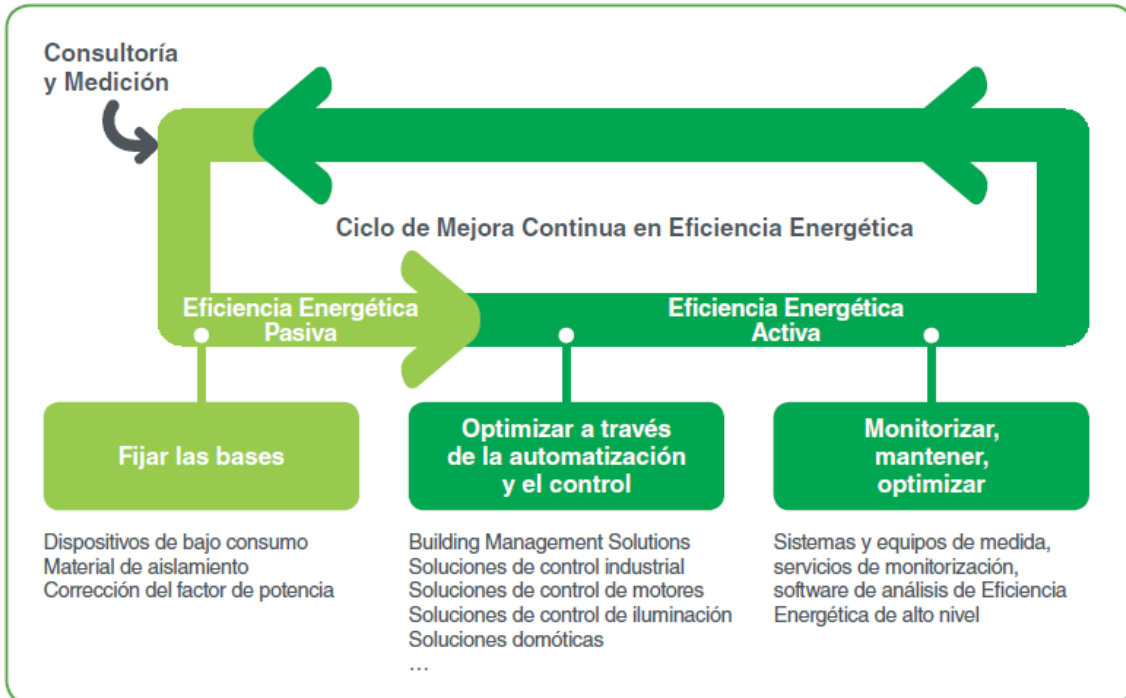 Consultoría
y Medición
Ciclo de Mejora Continua en Eficiencia Energética
Eficiencia Energética
Pasiva
Eficiencia Energética
Activa
Fijar las bases
Dispositivos de bajo consumo
Material de aislamiento
Corrección del factor de potencia
Optimizar a través
de la automatización
y el control
Building Management Solutions
Soluciones de control industrial
Soluciones de control de motores
Soluciones de control de iluminación
Soluciones domóticas
...
Monitorizar,
mantener,
optimizar
Sistemas y equipos de medida,
servicios de monitorización,
software de análisis de Eficiencia
Energética de alto nivel